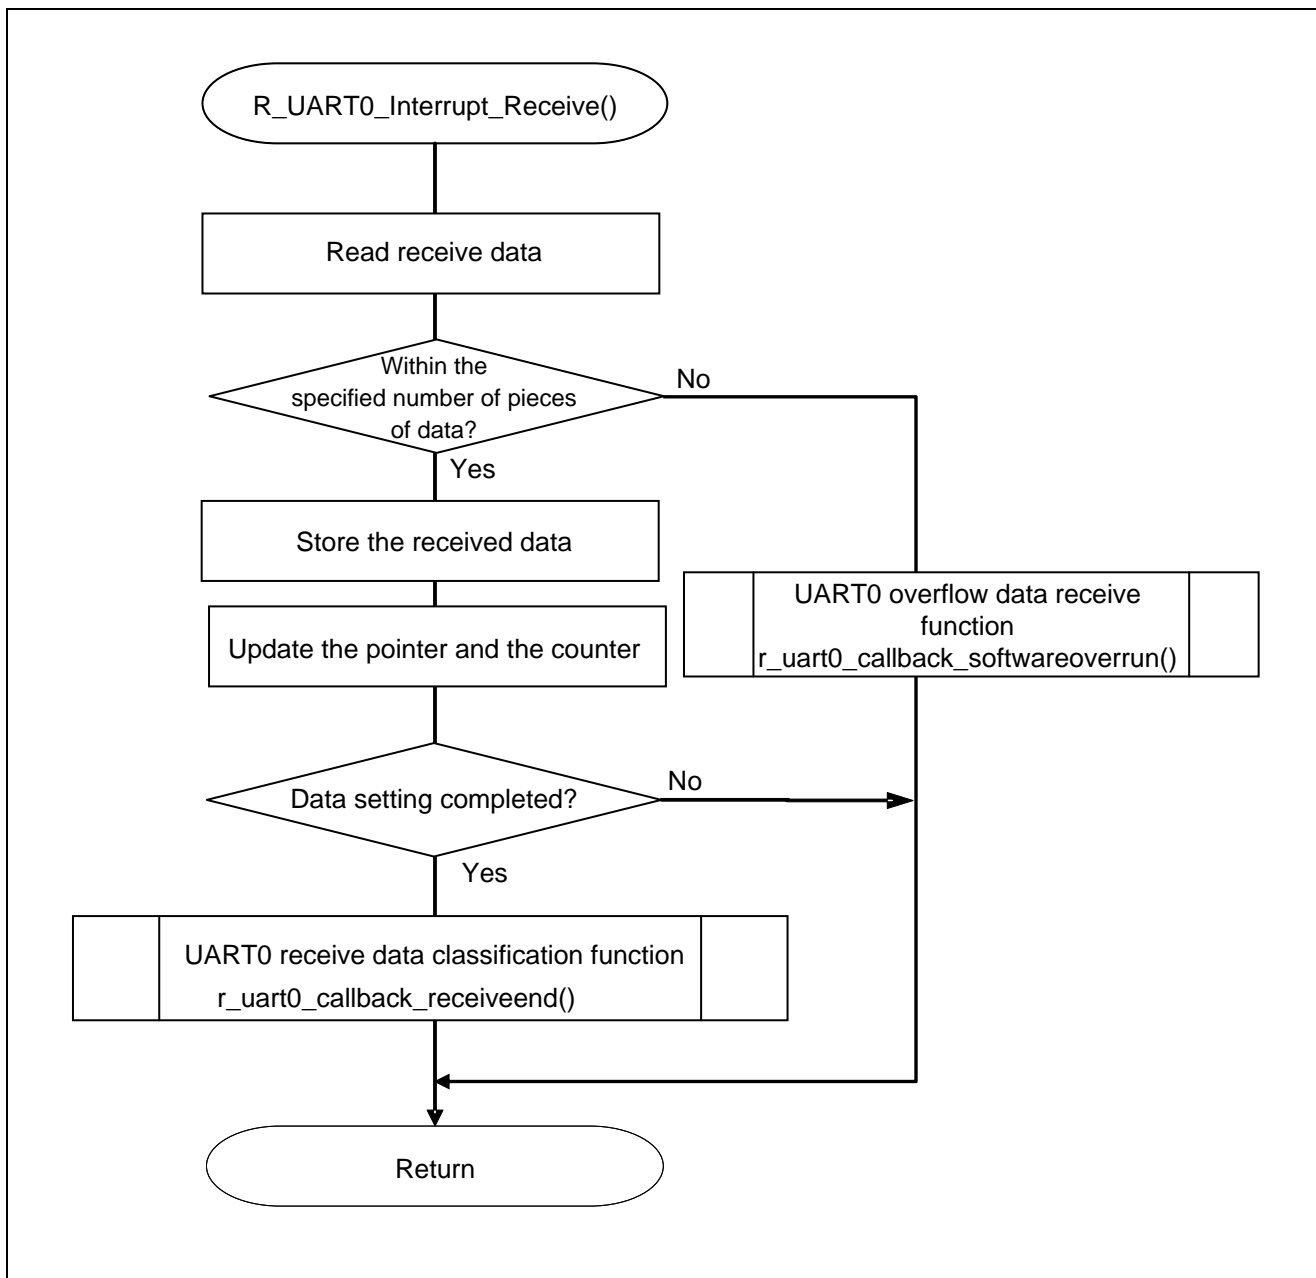 R_UART0_Interrupt_Receive()
Read receive data
Within the
specified number of pieces
of data?
No
Yes
Store the received data
UART0 overflow data receive
function
r_uart0_callback_softwareoverrun()
Update the pointer and the counter
Data setting completed?
No
Yes
UART0 receive data classification function
r_uart0_callback_receiveend()
Return